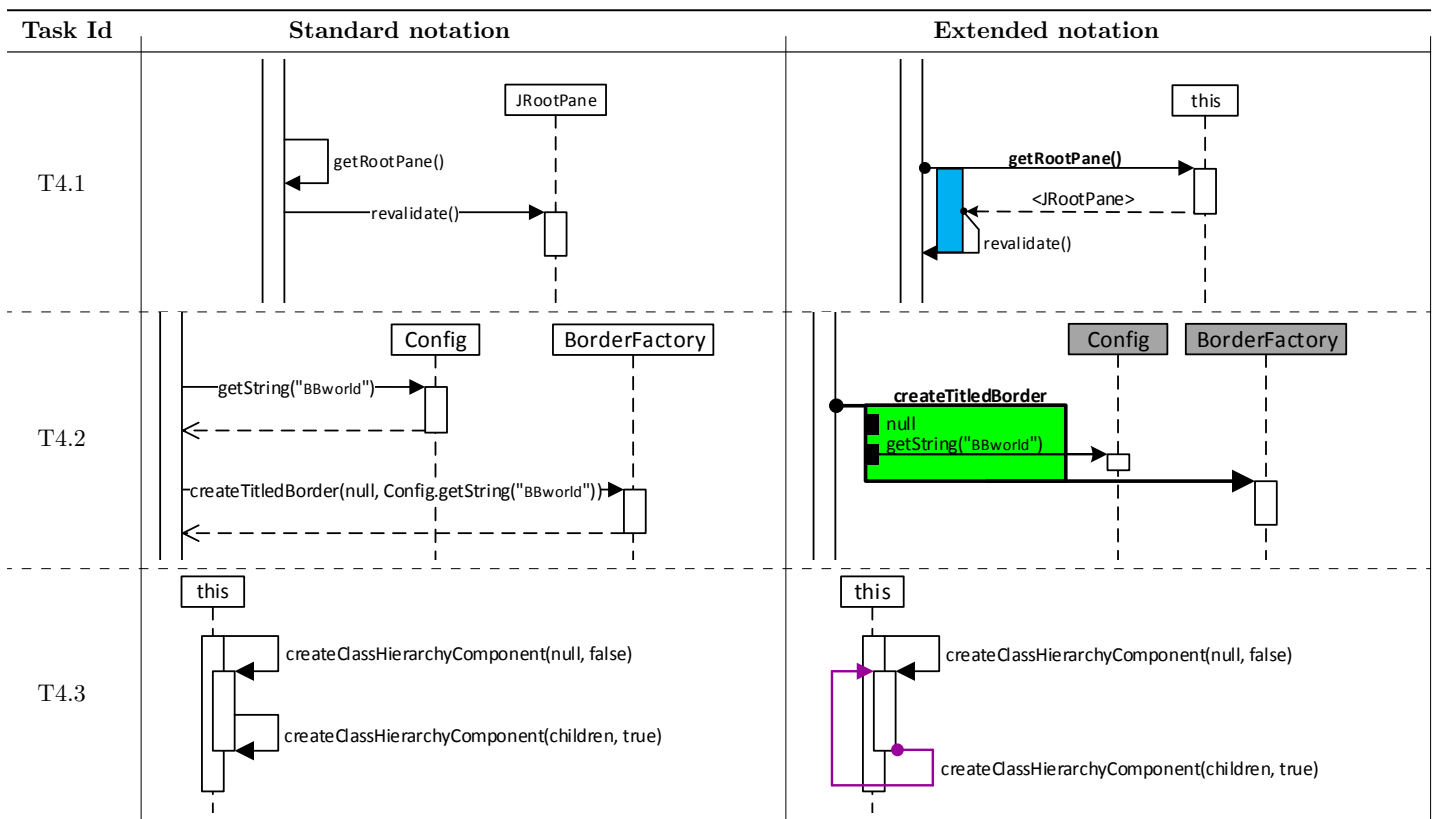 Task Id Standard notation Extended notation
T4.1
JRootPane
getRootPane()
revalidate()
this
getRootPane()
<JRootPane>
revalidate()
T4.2
Config BorderFactory
getString("BBworld")
createTitledBorder(null, Config.getString("BBworld"))
Config BorderFactory
createTitledBorder
null
getString("BBworld")
T4.3
this
createClassHierarchyComponent(null, false)
createClassHierarchyComponent(children, true)
this
createClassHierarchyComponent(null, false)
createClassHierarchyComponent(children, true)